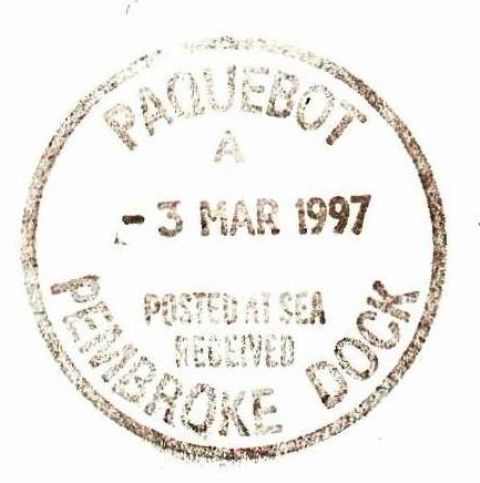 PAQUEBOT
A
-3 MAR 1997
POSTED AT SEA
RECEIVED
PEMBROKE DOCK